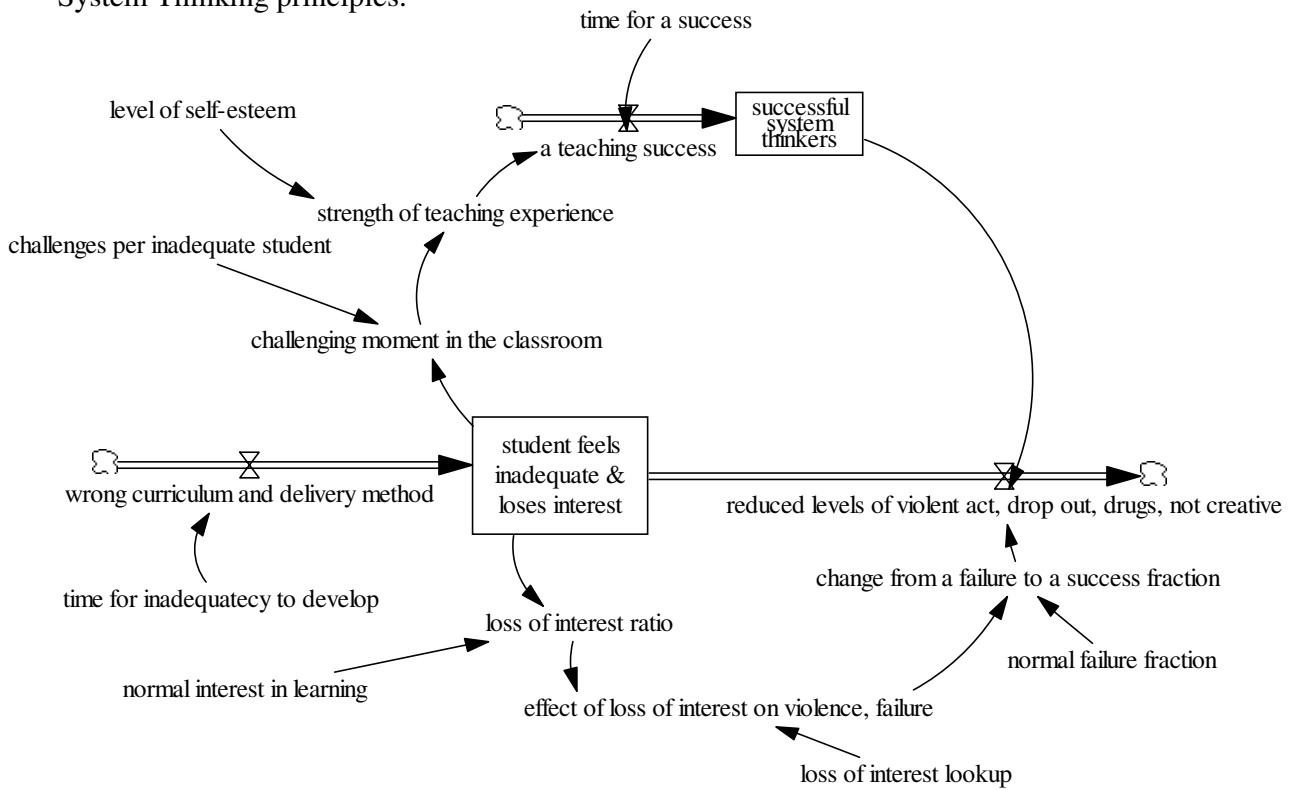 System Thinking principles.
time for a success
level of self-esteem
successful
system
thinkers
a teaching success
strength of teaching experience
challenges per inadequate student
challenging moment in the classroom
student feels
inadequate &
loses interest
wrong curriculum and delivery method
reduced levels of violent act, drop out, drugs, not creative
change from a failure to a success fraction
time for inadequatecy to develop
loss of interest ratio
normal failure fraction
normal interest in learning
effect of loss of interest on violence, failure
loss of interest lookup